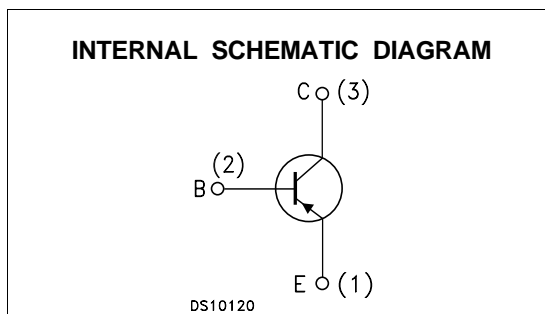 INTERNAL SCHEMATIC DIAGRAM
C (3)
(2)
B
E (1)
DS10120